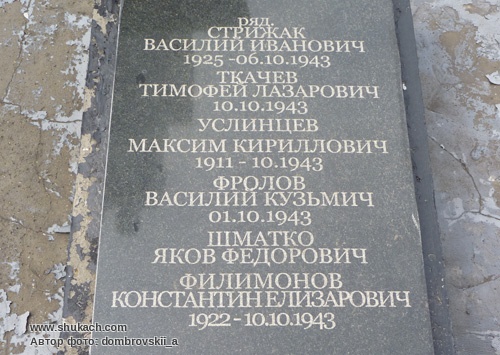 ряд.
СТРИЖАК
ВАСИЛИЙ ИВАНОВИЧ
1925 - 06.10.1943
ТКАЧЕВ
ТИМОФЕЙ ЛАЗАРОВИЧ
10.10.1943
УСЛИНЦЕВ
МАКСИМ КИРИЛЛОВИЧ
1911 - 10.1943
ФРОЛОВ
ВАСИЛИЙ КУЗЬМИЧ
01.10.1943
ШМАТКО
ЯКОВ ФЕДОРОВИЧ
ФИЛИМОНОВ
КОНСТАНТИН ЕЛИЗАРОВИЧ
1922 - 10.10.1943
www.shukach.com
Автор фото: dombrovskii_a